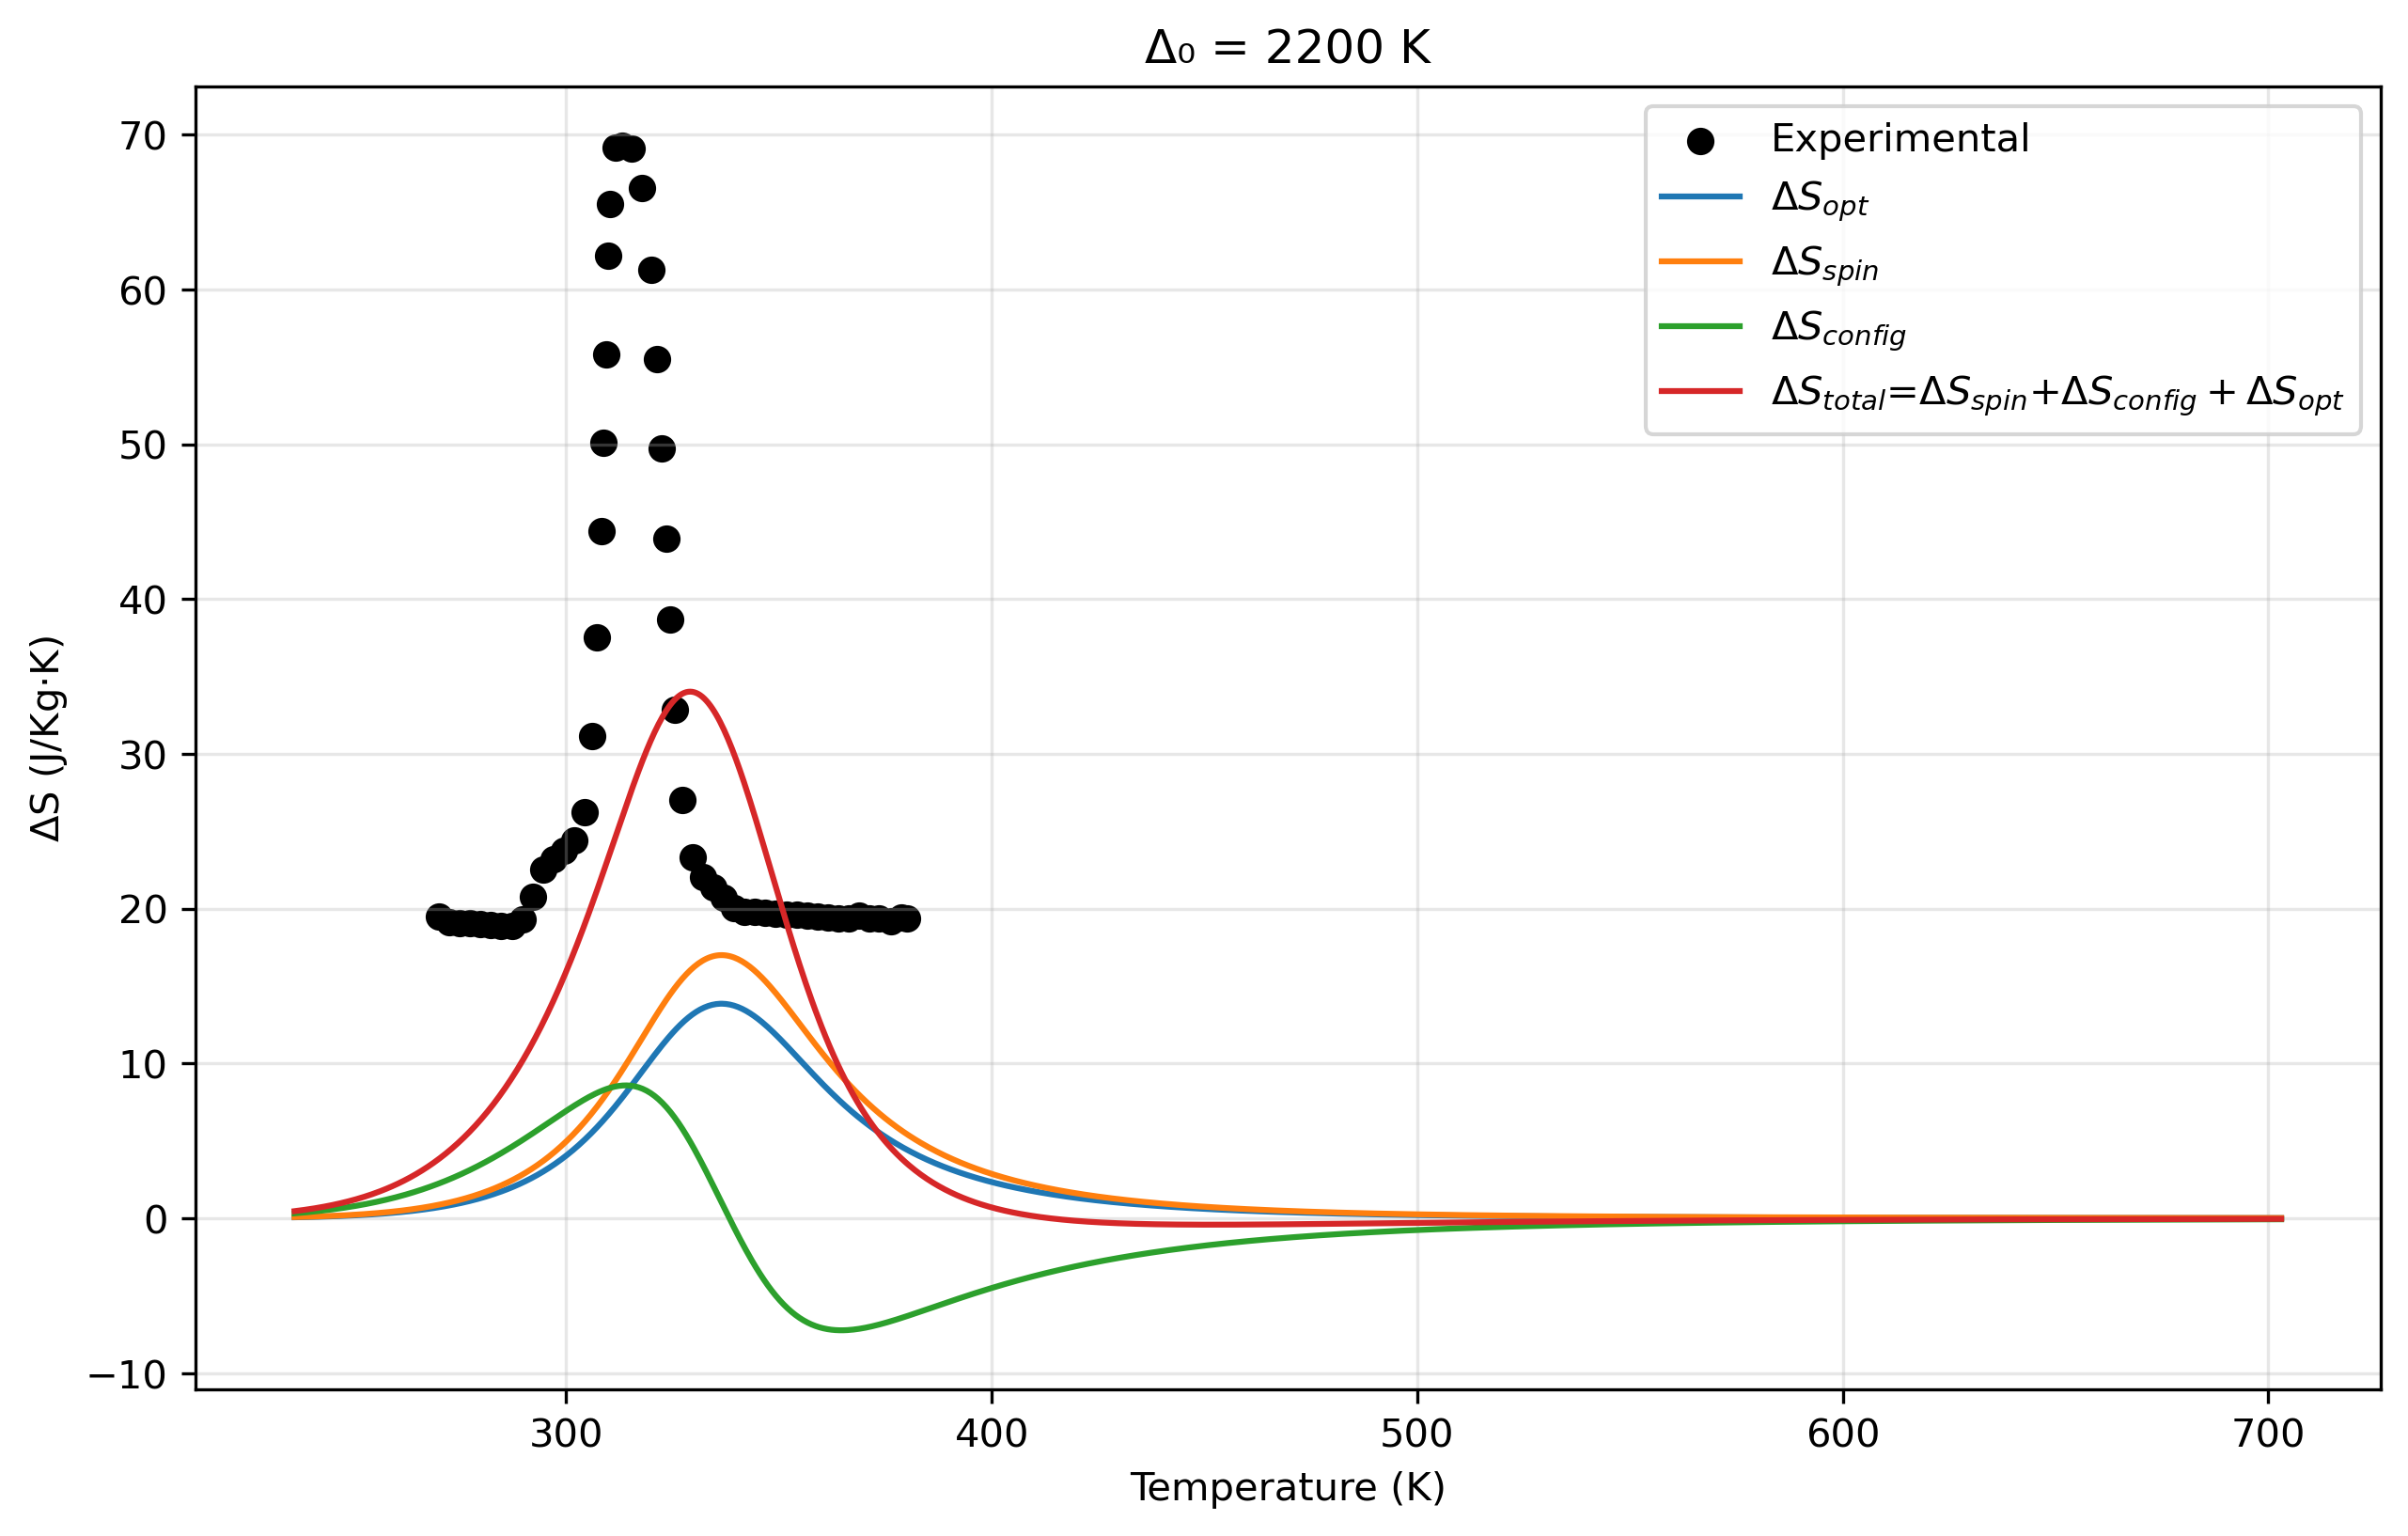 Δ₀ = 2200 K
70
60
50
40
30
20
10
0
−10
ΔS (J/Kg·K)
Experimental
ΔS_opt
ΔS_spin
ΔS_config
ΔS_total=ΔS_spin+ΔS_config + ΔS_opt
300 400 500 600 700
Temperature (K)